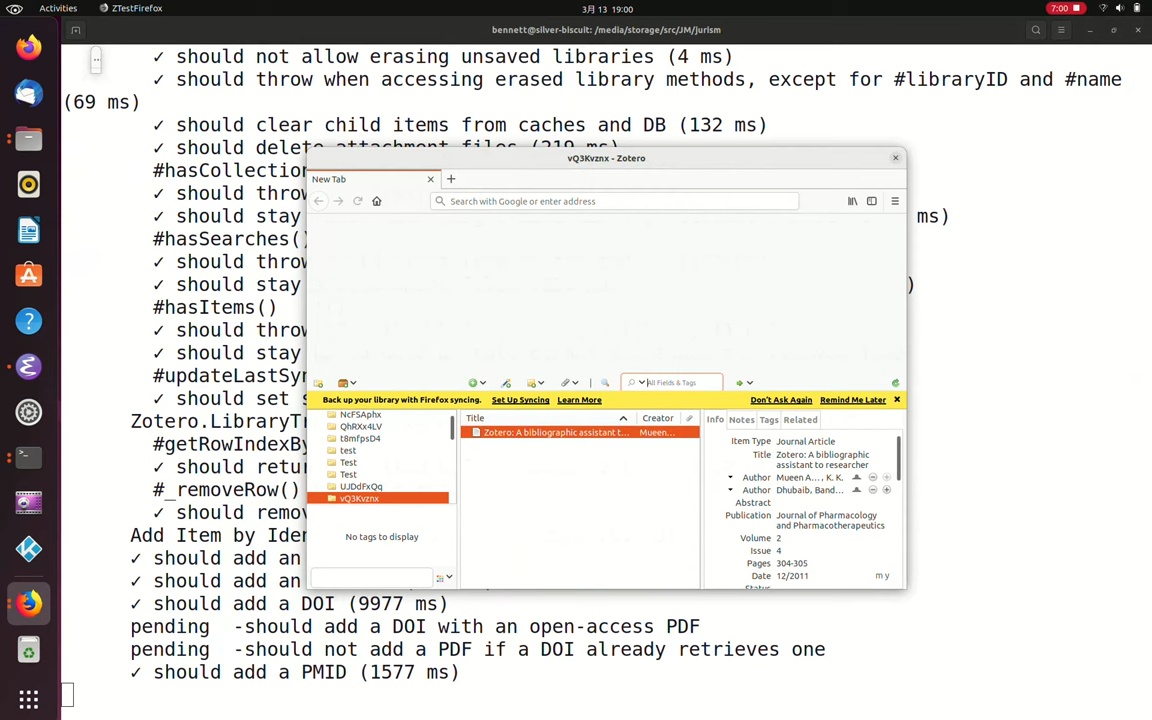 Activities
ZTestFirefox
3月 13 19:00
7:00
bennett@silver-biscuit: /media/storage/src/JM/jurism
✓ should not allow erasing unsaved libraries (4 ms)
✓ should throw when accessing erased library methods, except for #libraryID and #name
(69 ms)
✓ should clear child items from caches and DB (132 ms)
✓ should delete attachment files (219 ms)
#hasCollection
✓ should throw
✓ should stay
ms)
#hasSearches()
✓ should throw
✓ should stay
)
#hasItems()
✓ should throw
✓ should stay
#updateLastSyn
✓ should set s
Zotero.LibraryTr
#getRowIndexBy
✓ should retur
#_removeRow()
✓ should remov
Add Item by Iden
✓ should add an
✓ should add an
✓ should add a DOI (9977 ms)
pending -should add a DOI with an open-access PDF
pending -should not add a PDF if a DOI already retrieves one
✓ should add a PMID (1577 ms)
vQ3Kvznx - Zotero
New Tab
Search with Google or enter address
All Fields & Tags
Back up your library with Firefox syncing. Set Up Syncing Learn More Don't Ask Again Remind Me Later
NcFSAphx
QhRXx4LV
t8mfpsD4
test
Test
Test
UJDdFxQq
vQ3Kvznx
No tags to display
Title Creator
Zotero: A bibliographic assistant t... Mueen...
Info Notes Tags Related
Item Type Journal Article
Title Zotero: A bibliographic
assistant to researcher
Author Mueen A..., K. K.
Author Dhubaib, Band...
Abstract
Publication Journal of Pharmacology
and Pharmacotherapeutics
Volume 2
Issue 4
Pages 304-305
Date 12/2011 m y